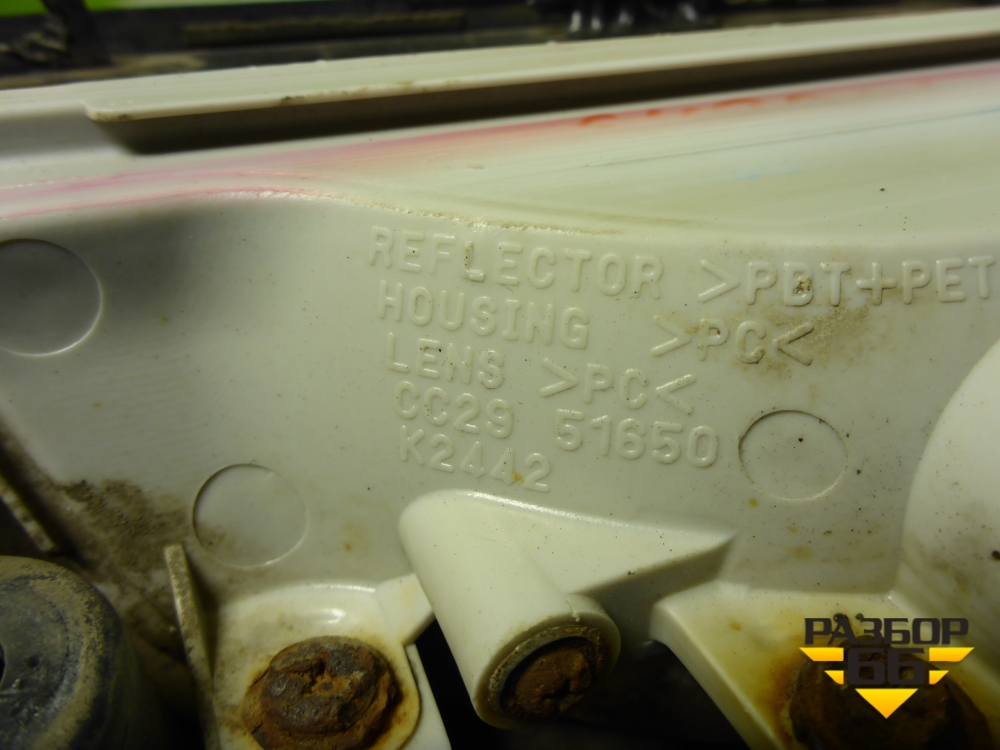 REFLECTOR >PBT+PET
HOUSING >PC<
LENS >PC<
CC29 51650
K2442
РАЗБОР
66